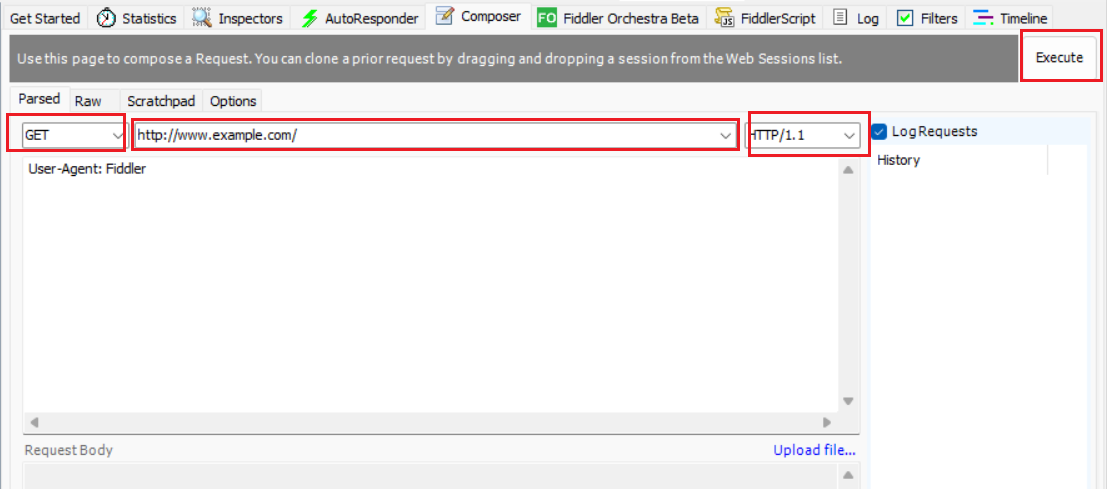 Get Started Statistics Inspectors AutoResponder Composer FO Fiddler Orchestra Beta JS FiddlerScript Log Filters Timeline
Use this page to compose a Request. You can clone a prior request by dragging and dropping a session from the Web Sessions list. Execute
Parsed Raw Scratchpad Options
GET http://www.example.com/ HTTP/1.1 Log Requests
User-Agent: Fiddler History
Request Body Upload file...